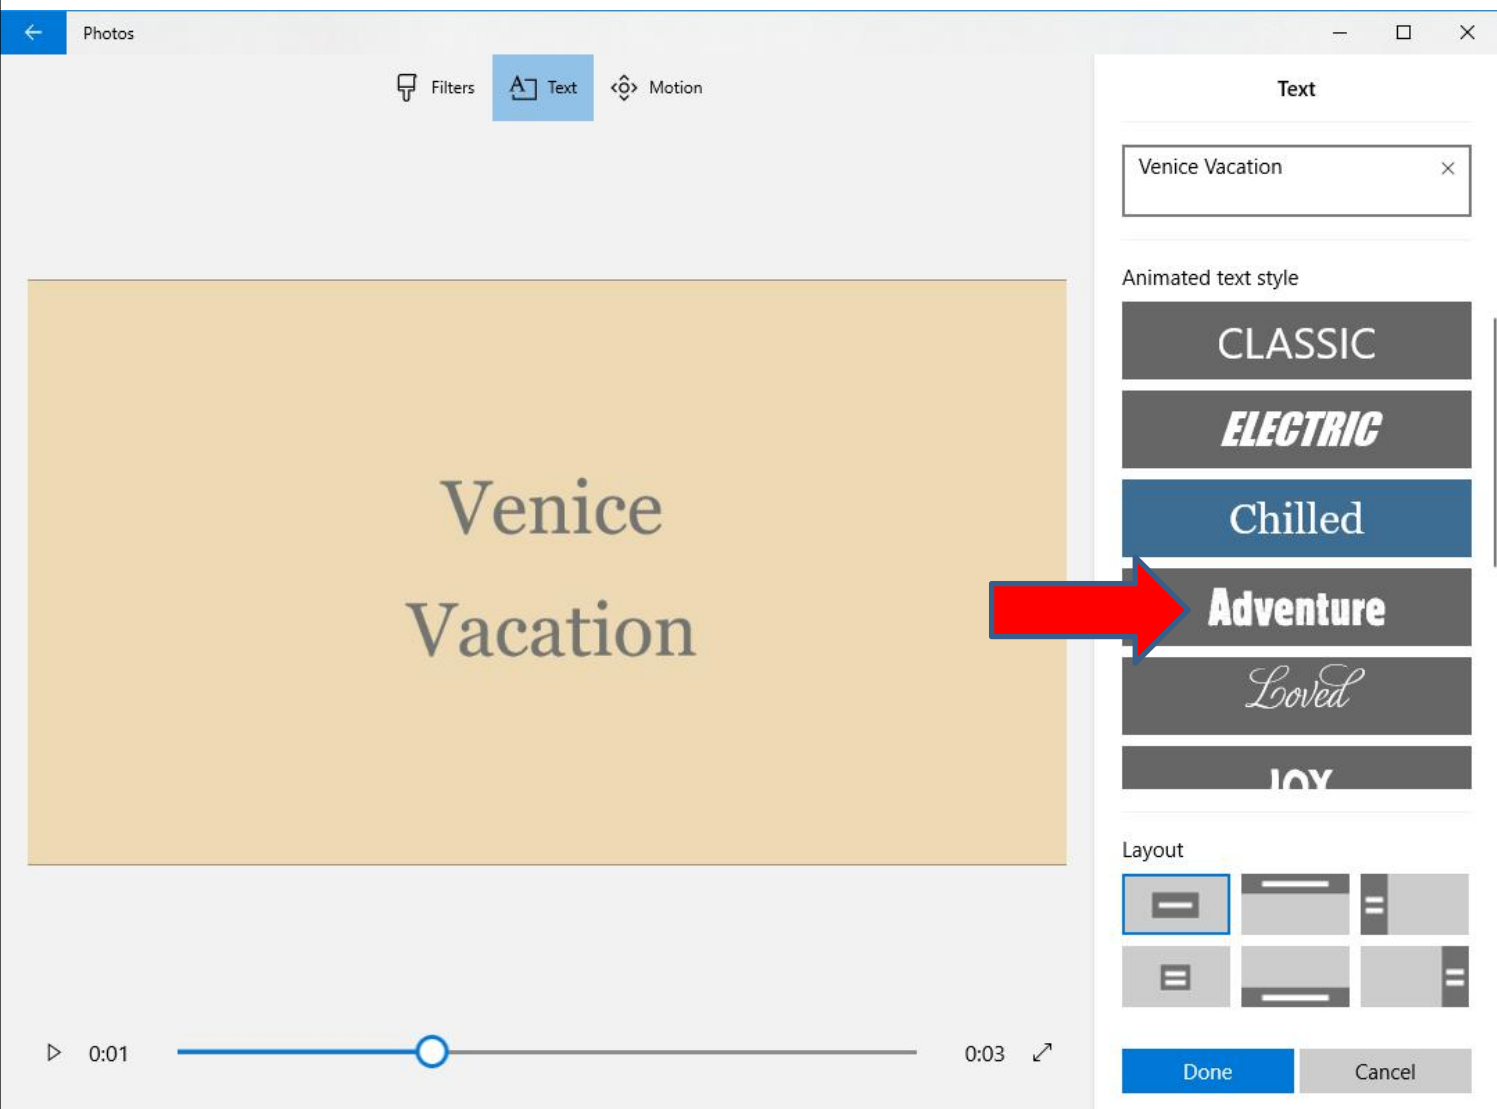 Photos
Filters
Text
Motion
Text
Venice Vacation
Animated text style
CLASSIC
ELECTRIC
Chilled
Adventure
Loved
JOY
Venice
Vacation
Layout
0:01
0:03
Done
Cancel